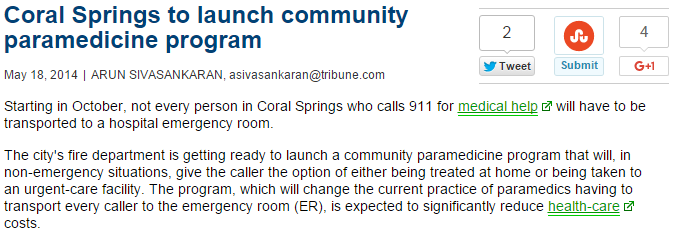 Coral Springs to launch community
paramedicine program
2
4
Tweet
Submit
G+1
May 18, 2014 | ARUN SIVASANKARAN, asivasankaran@tribune.com
Starting in October, not every person in Coral Springs who calls 911 for medical help will have to be
transported to a hospital emergency room.
The city's fire department is getting ready to launch a community paramedicine program that will, in
non-emergency situations, give the caller the option of either being treated at home or being taken to
an urgent-care facility. The program, which will change the current practice of paramedics having to
transport every caller to the emergency room (ER), is expected to significantly reduce health-care
costs.